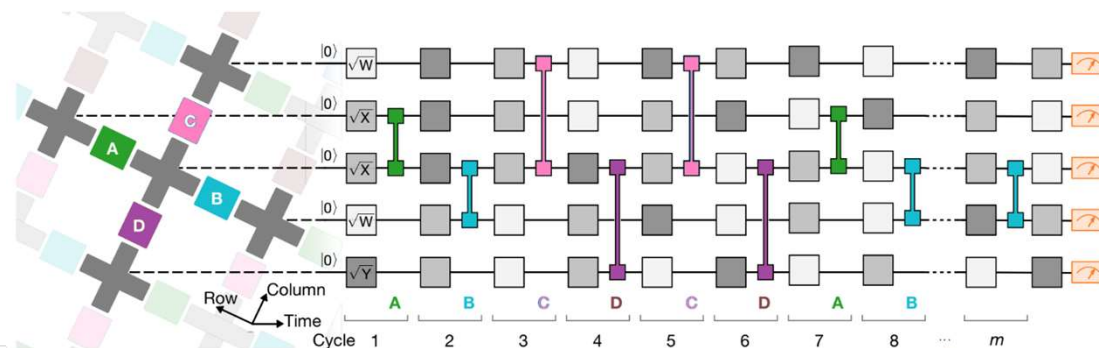 |0⟩ √W
|0⟩ √X
C
A
|0⟩ √X
B
|0⟩ √W
D
|0⟩ √Y
Row Column Time
A B C D C D A B
Cycle 1 2 3 4 5 6 7 8 ... m